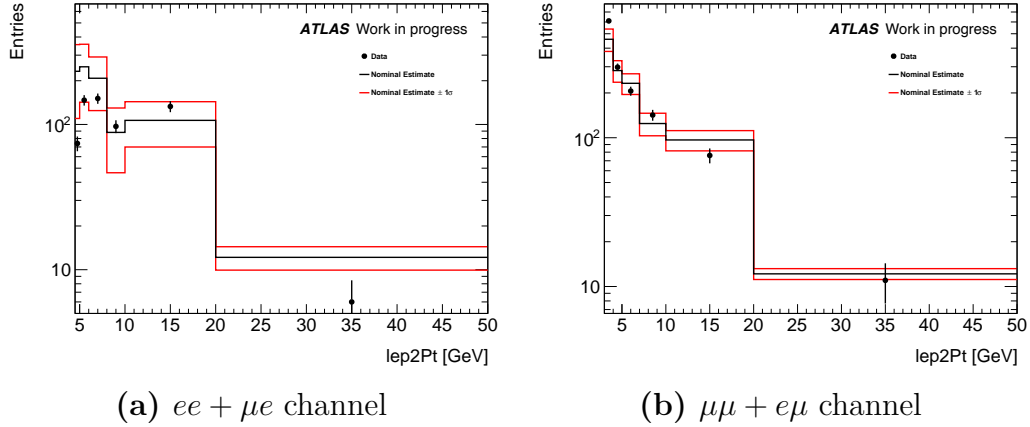 Entries
ATLAS Work in progress
Data
Nominal Estimate
Nominal Estimate ± 1σ
10²
10
5 10 15 20 25 30 35 40 45 50
lep2Pt [GeV]
(a) ee + μe channel
Entries
ATLAS Work in progress
Data
Nominal Estimate
Nominal Estimate ± 1σ
10²
10
5 10 15 20 25 30 35 40 45 50
lep2Pt [GeV]
(b) μμ + eμ channel